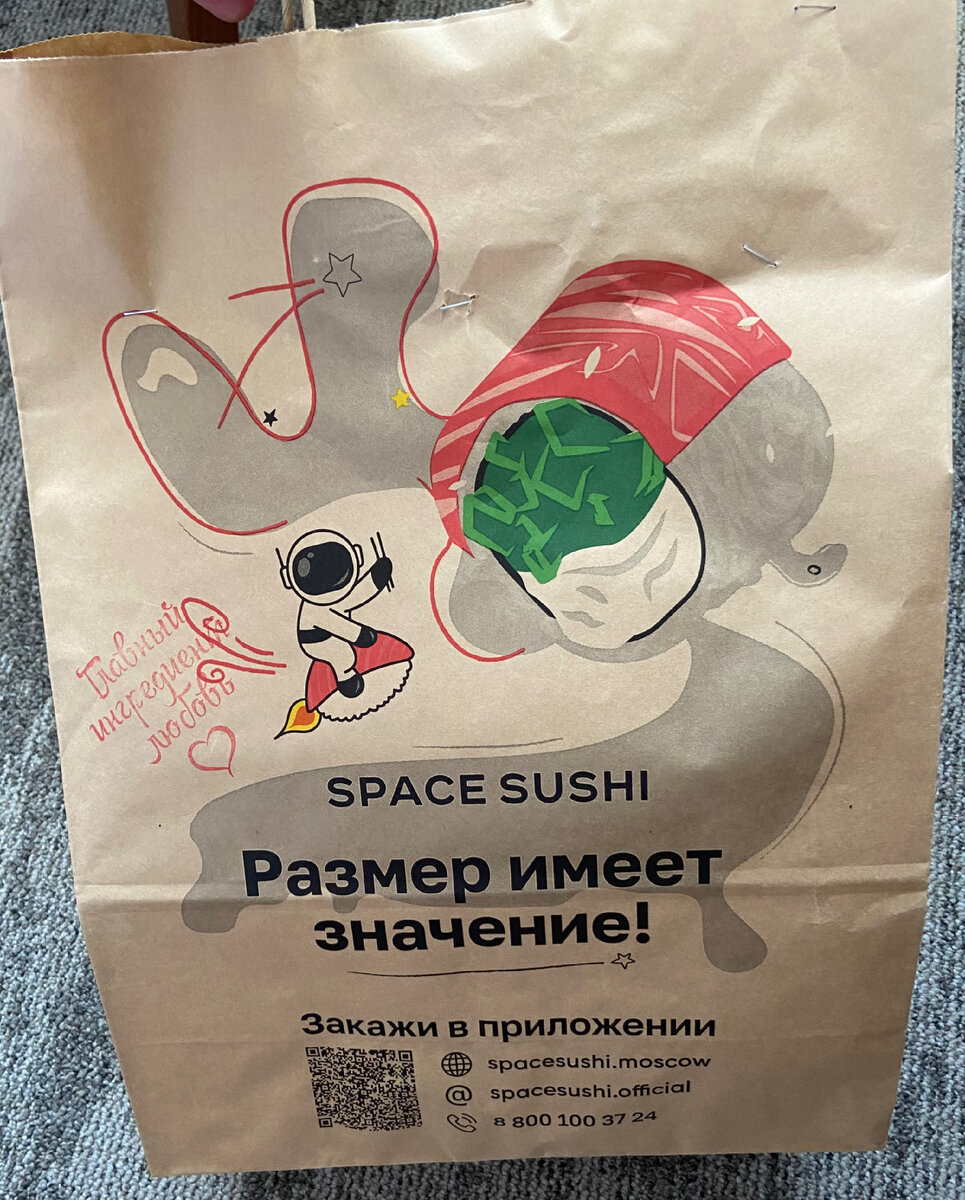 Главный
ингредиент
любовь
SPACE SUSHI
Размер имеет
значение!
Закажи в приложении
spacesushi.moscow
@ spacesushi.official
8 800 100 37 24